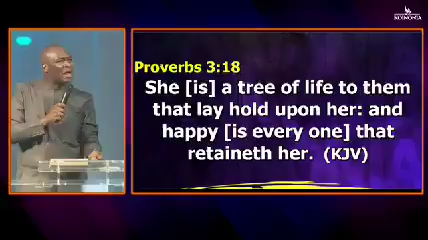 KOINONIA
Proverbs 3:18
She [is] a tree of life to them
that lay hold upon her: and
happy [is every one] that
retaineth her. (KJV)